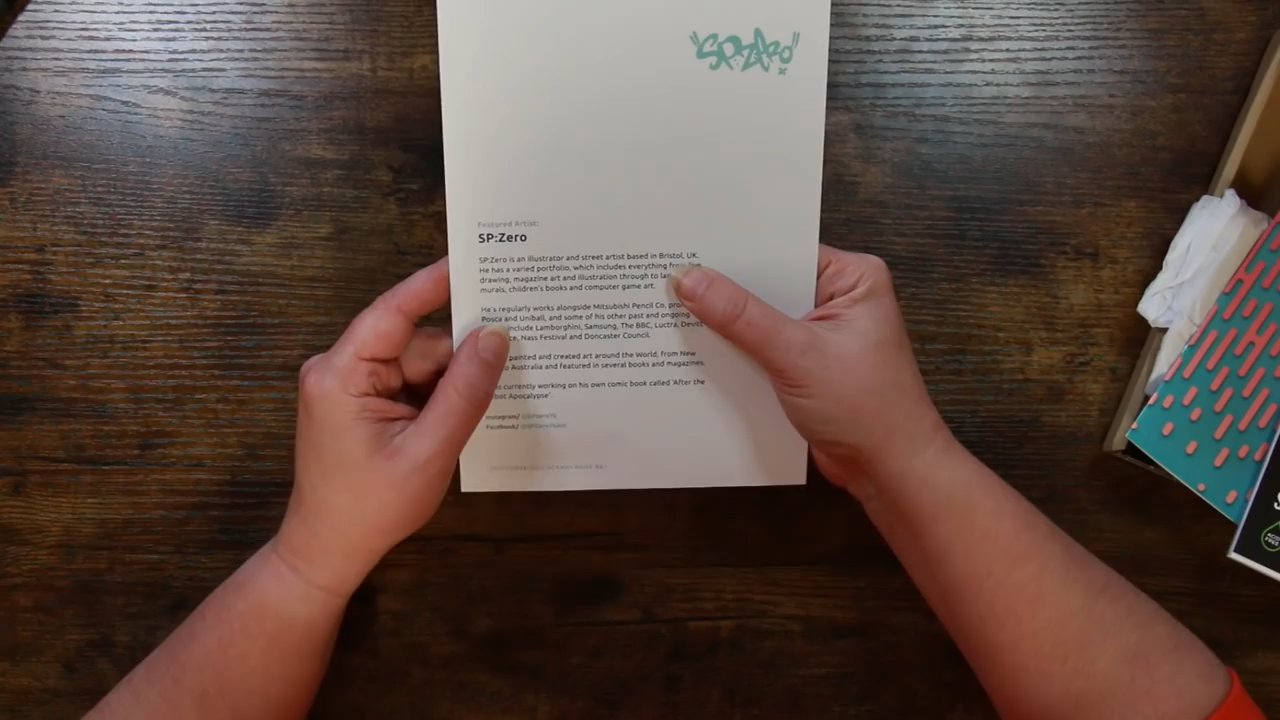 SPZERO
Featured Artist:
SP:Zero
SP:Zero is an illustrator and street artist based in Bristol, UK.
He has a varied portfolio, which includes everything from live
drawing, magazine art and illustration through to
murals, children's books and computer game art.
He's regularly works alongside Mitsubishi Pencil Co,
Posca and Uniball, and some of his other past and ongoing
include Lamborghini, Samsung, The BBC, Luctra, Devitt
Nass Festival and Doncaster Council.
painted and created art around the World, from New
Australia and featured in several books and magazines.
is currently working on his own comic book called 'After the
Robot Apocalypse'.
Instagram/
Facebook/